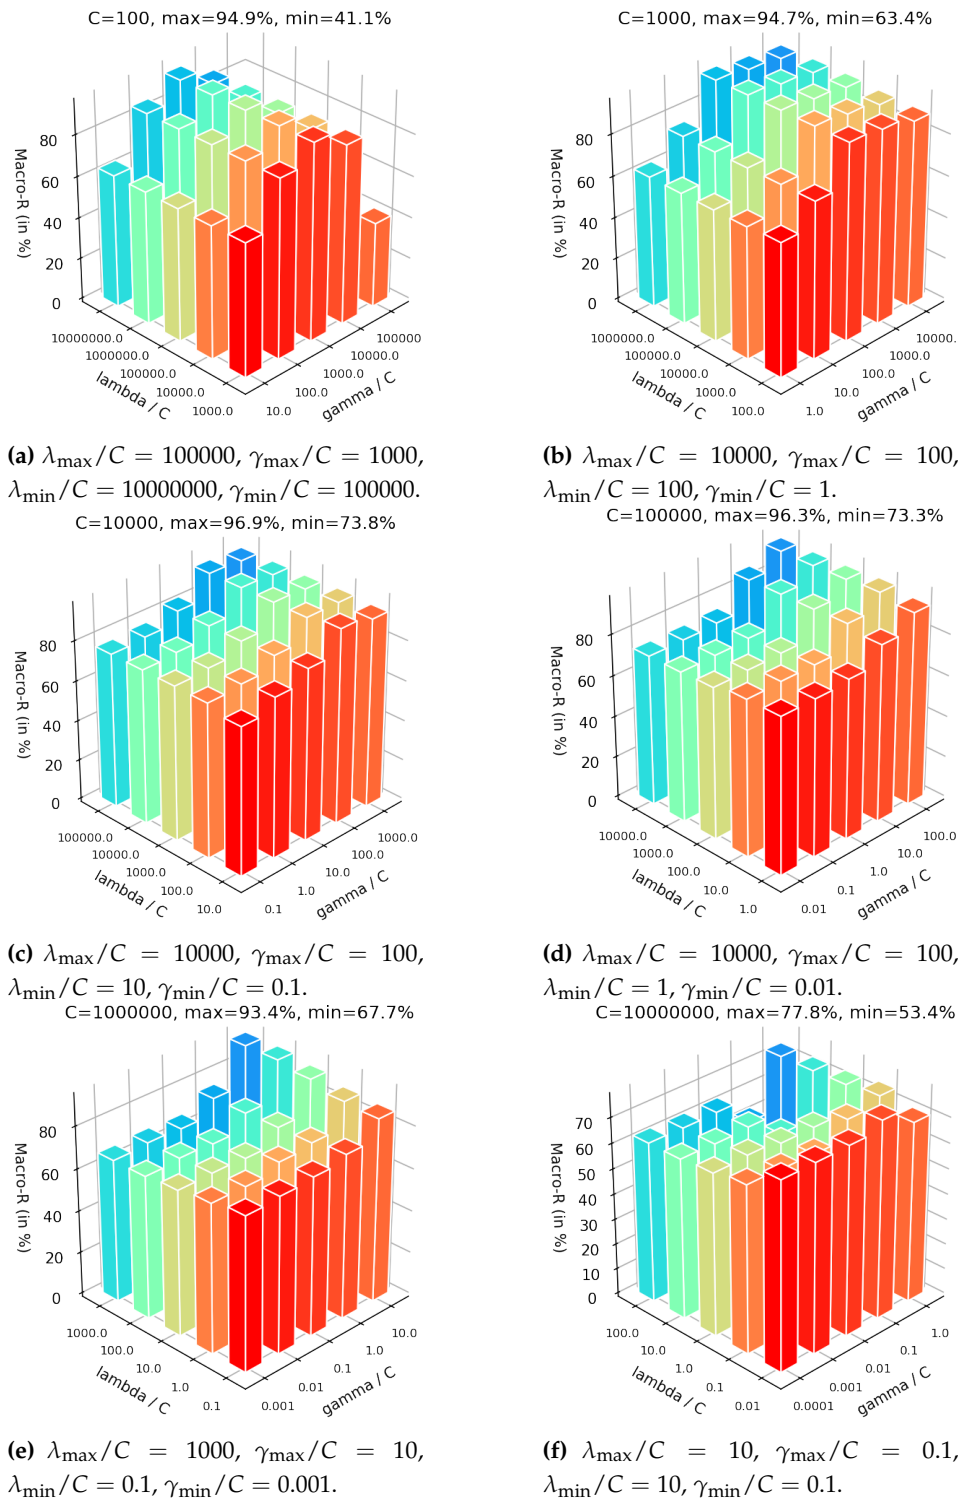 C=100, max=94.9%, min=41.1%
Macro-R (in %)
80
60
40
20
0
10000000.0
1000000.0
100000.0
10000.0
1000.0
lambda / C
10.0
100.0
1000.0
10000.0
100000
gamma / C
(a) λmax/C = 100000, γmax/C = 1000,
λmin/C = 10000000, γmin/C = 100000.
C=1000, max=94.7%, min=63.4%
Macro-R (in %)
80
60
40
20
0
1000000.0
100000.0
10000.0
1000.0
100.0
lambda / C
1.0
10.0
100.0
1000.0
10000.
gamma / C
(b) λmax/C = 10000, γmax/C = 100,
λmin/C = 100, γmin/C = 1.
C=10000, max=96.9%, min=73.8%
Macro-R (in %)
80
60
40
20
0
100000.0
10000.0
1000.0
100.0
10.0
lambda / C
0.1
1.0
10.0
100.0
1000.0
gamma / C
(c) λmax/C = 10000, γmax/C = 100,
λmin/C = 10, γmin/C = 0.1.
C=100000, max=96.3%, min=73.3%
Macro-R (in %)
80
60
40
20
0
10000.0
1000.0
100.0
10.0
1.0
lambda / C
0.01
0.1
1.0
10.0
100.0
gamma / C
(d) λmax/C = 10000, γmax/C = 100,
λmin/C = 1, γmin/C = 0.01.
C=1000000, max=93.4%, min=67.7%
Macro-R (in %)
80
60
40
20
0
1000.0
100.0
10.0
1.0
0.1
lambda / C
0.001
0.01
0.1
1.0
10.0
gamma / C
(e) λmax/C = 1000, γmax/C = 10,
λmin/C = 0.1, γmin/C = 0.001.
C=10000000, max=77.8%, min=53.4%
Macro-R (in %)
70
60
50
40
30
20
10
0
100.0
10.0
1.0
0.1
0.01
lambda / C
0.0001
0.001
0.01
0.1
1.0
gamma / C
(f) λmax/C = 10, γmax/C = 0.1,
λmin/C = 10, γmin/C = 0.1.